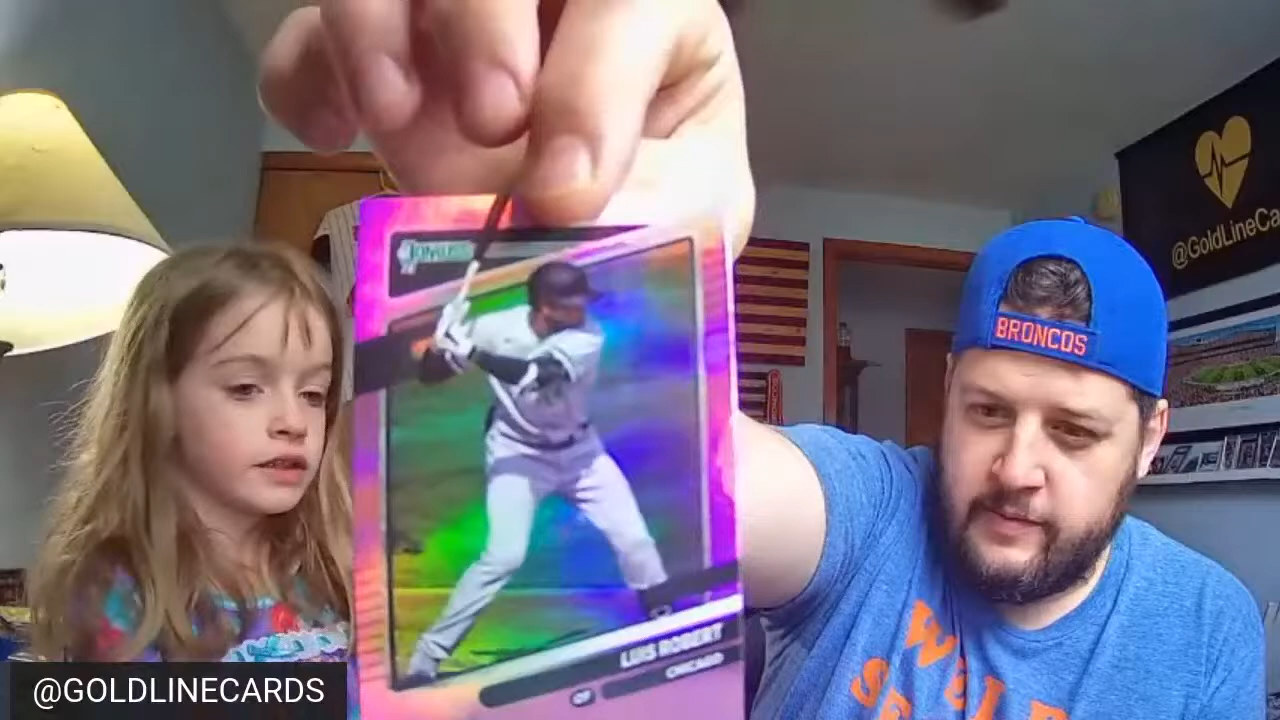 DONRUSS
LUIS ROBERT
OF
CHICAGO
BRONCOS
@GoldLineCa
@GOLDLINECARDS